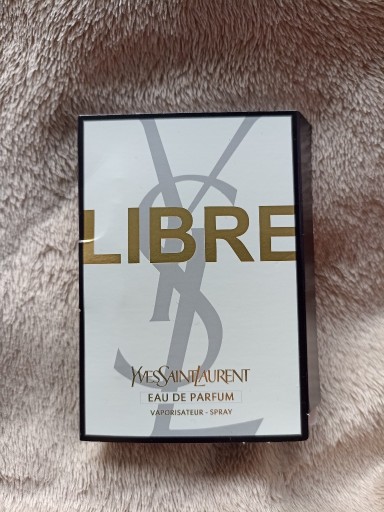 LIBRE
YVESSAINTLAURENT
EAU DE PARFUM
VAPORISATEUR - SPRAY